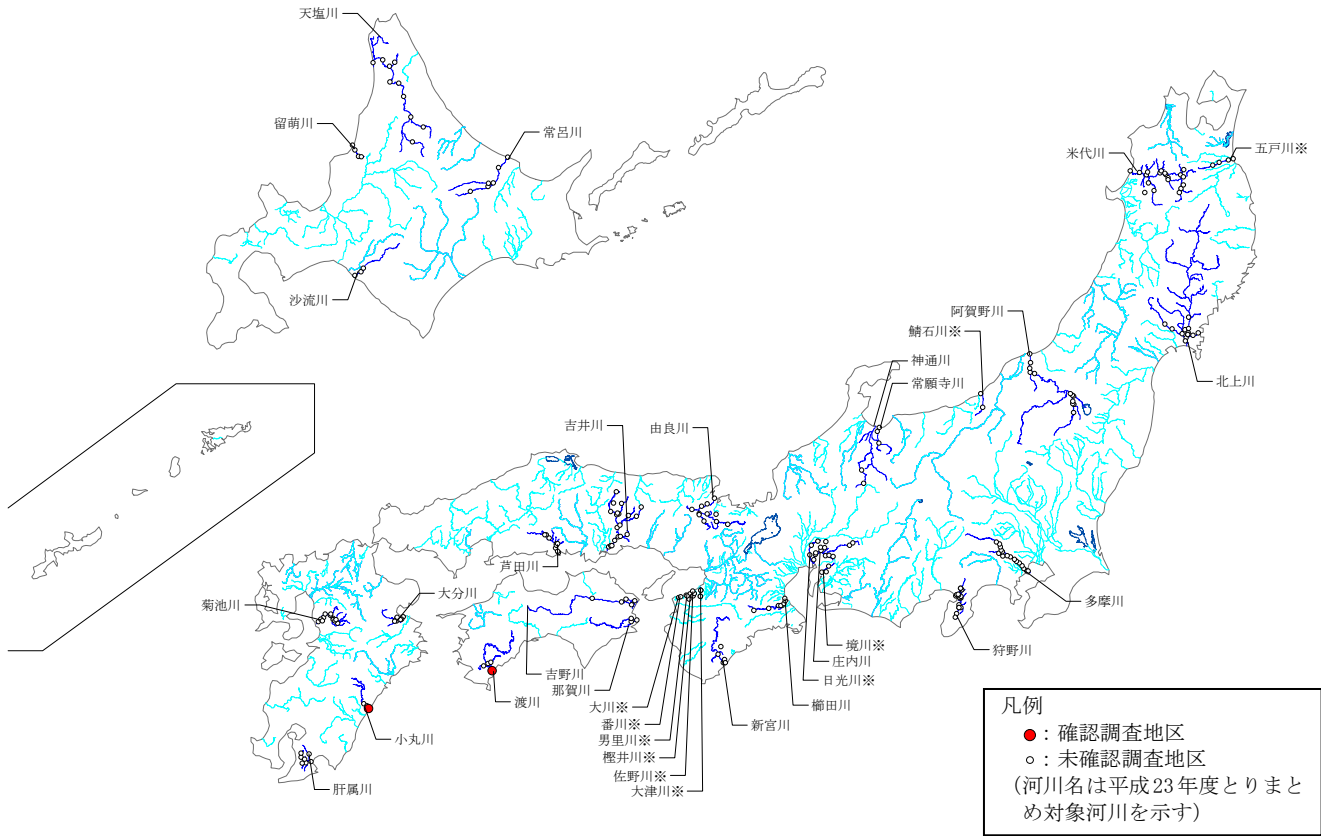 天塩川
留萌川
常呂川
沙流川
米代川
五戸川※
阿賀野川
鯖石川※
神通川
常願寺川
北上川
吉井川
由良川
芦田川
菊池川
大分川
多摩川
狩野川
境川※
庄内川
日光川※
櫛田川
新宮川
吉野川
那賀川
大川※
番川※
男里川※
樫井川※
佐野川※
大津川※
渡川
小丸川
肝属川
凡例
：確認調査地区
：未確認調査地区
(河川名は平成23年度とりまと
め対象河川を示す)